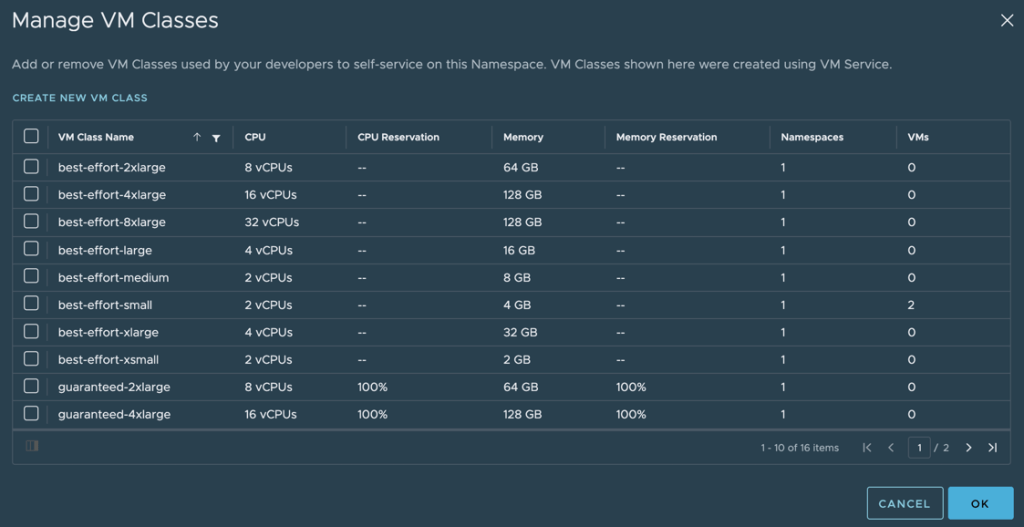 Manage VM Classes
Add or remove VM Classes used by your developers to self-service on this Namespace. VM Classes shown here were created using VM Service.
CREATE NEW VM CLASS
VM Class Name CPU CPU Reservation Memory Memory Reservation Namespaces VMs
best-effort-2xlarge 8 vCPUs -- 64 GB -- 1 0
best-effort-4xlarge 16 vCPUs -- 128 GB -- 1 0
best-effort-8xlarge 32 vCPUs -- 128 GB -- 1 0
best-effort-large 4 vCPUs -- 16 GB -- 1 0
best-effort-medium 2 vCPUs -- 8 GB -- 1 0
best-effort-small 2 vCPUs -- 4 GB -- 1 2
best-effort-xlarge 4 vCPUs -- 32 GB -- 1 0
best-effort-xsmall 2 vCPUs -- 2 GB -- 1 0
guaranteed-2xlarge 8 vCPUs 100% 64 GB 100% 1 0
guaranteed-4xlarge 16 vCPUs 100% 128 GB 100% 1 0
1 - 10 of 16 items 1 / 2
CANCEL OK